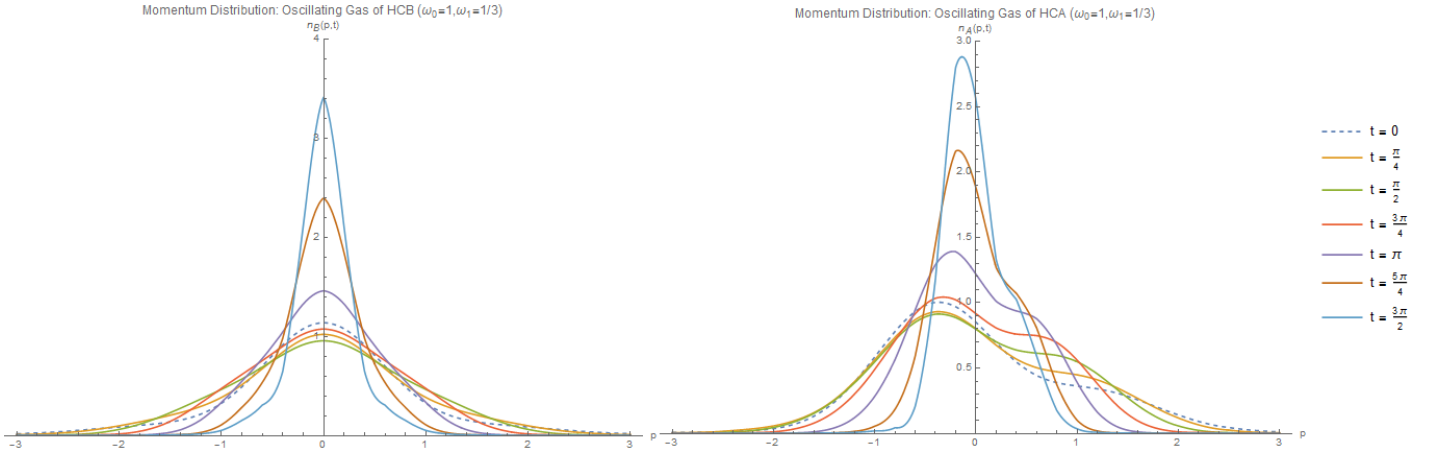 Momentum Distribution: Oscillating Gas of HCB (ω₀=1,ω₁=1/3)
n_B(p,t)
4
3
2
1
-3 -2 -1 0 1 2 3 p
Momentum Distribution: Oscillating Gas of HCA (ω₀=1,ω₁=1/3)
n_A(p,t)
3.0
2.5
2.0
1.5
1.0
0.5
-3 -2 -1 0 1 2 3 p
t = 0
t = π/4
t = π/2
t = 3π/4
t = π
t = 5π/4
t = 3π/2